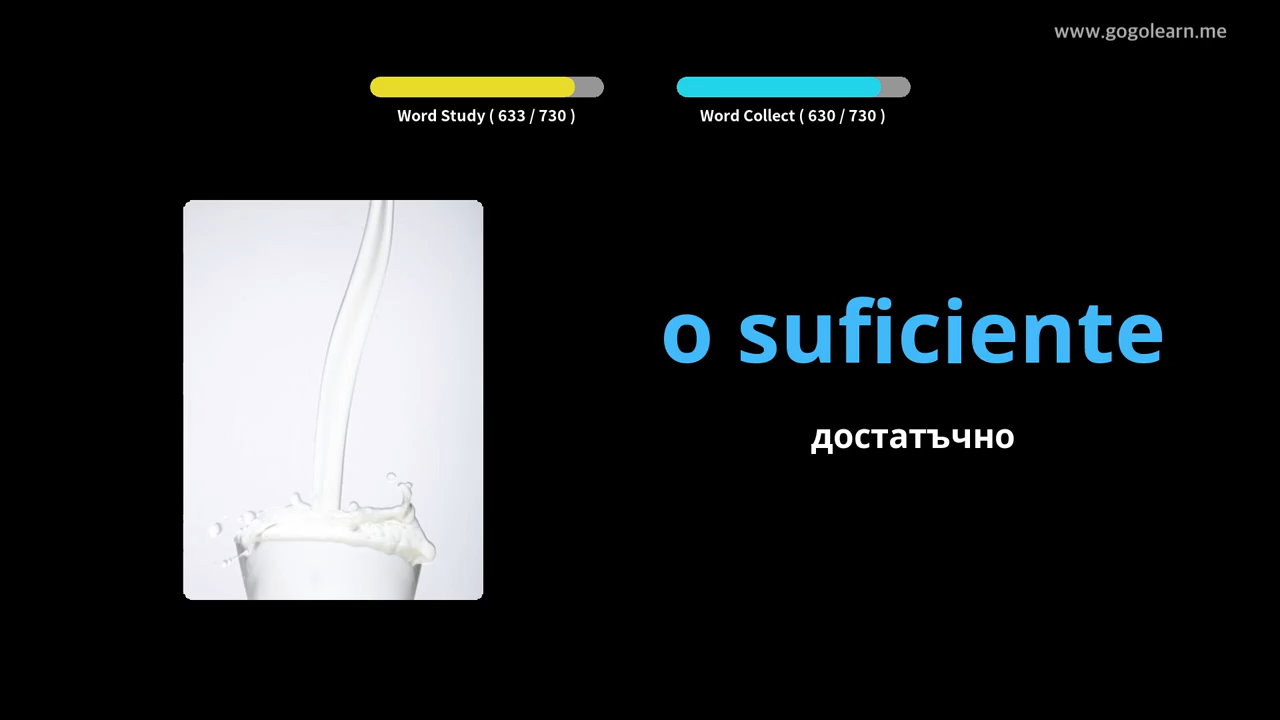 www.gogolearn.me
Word Study ( 633 / 730 )
Word Collect ( 630 / 730 )
o suficiente
достатъчно